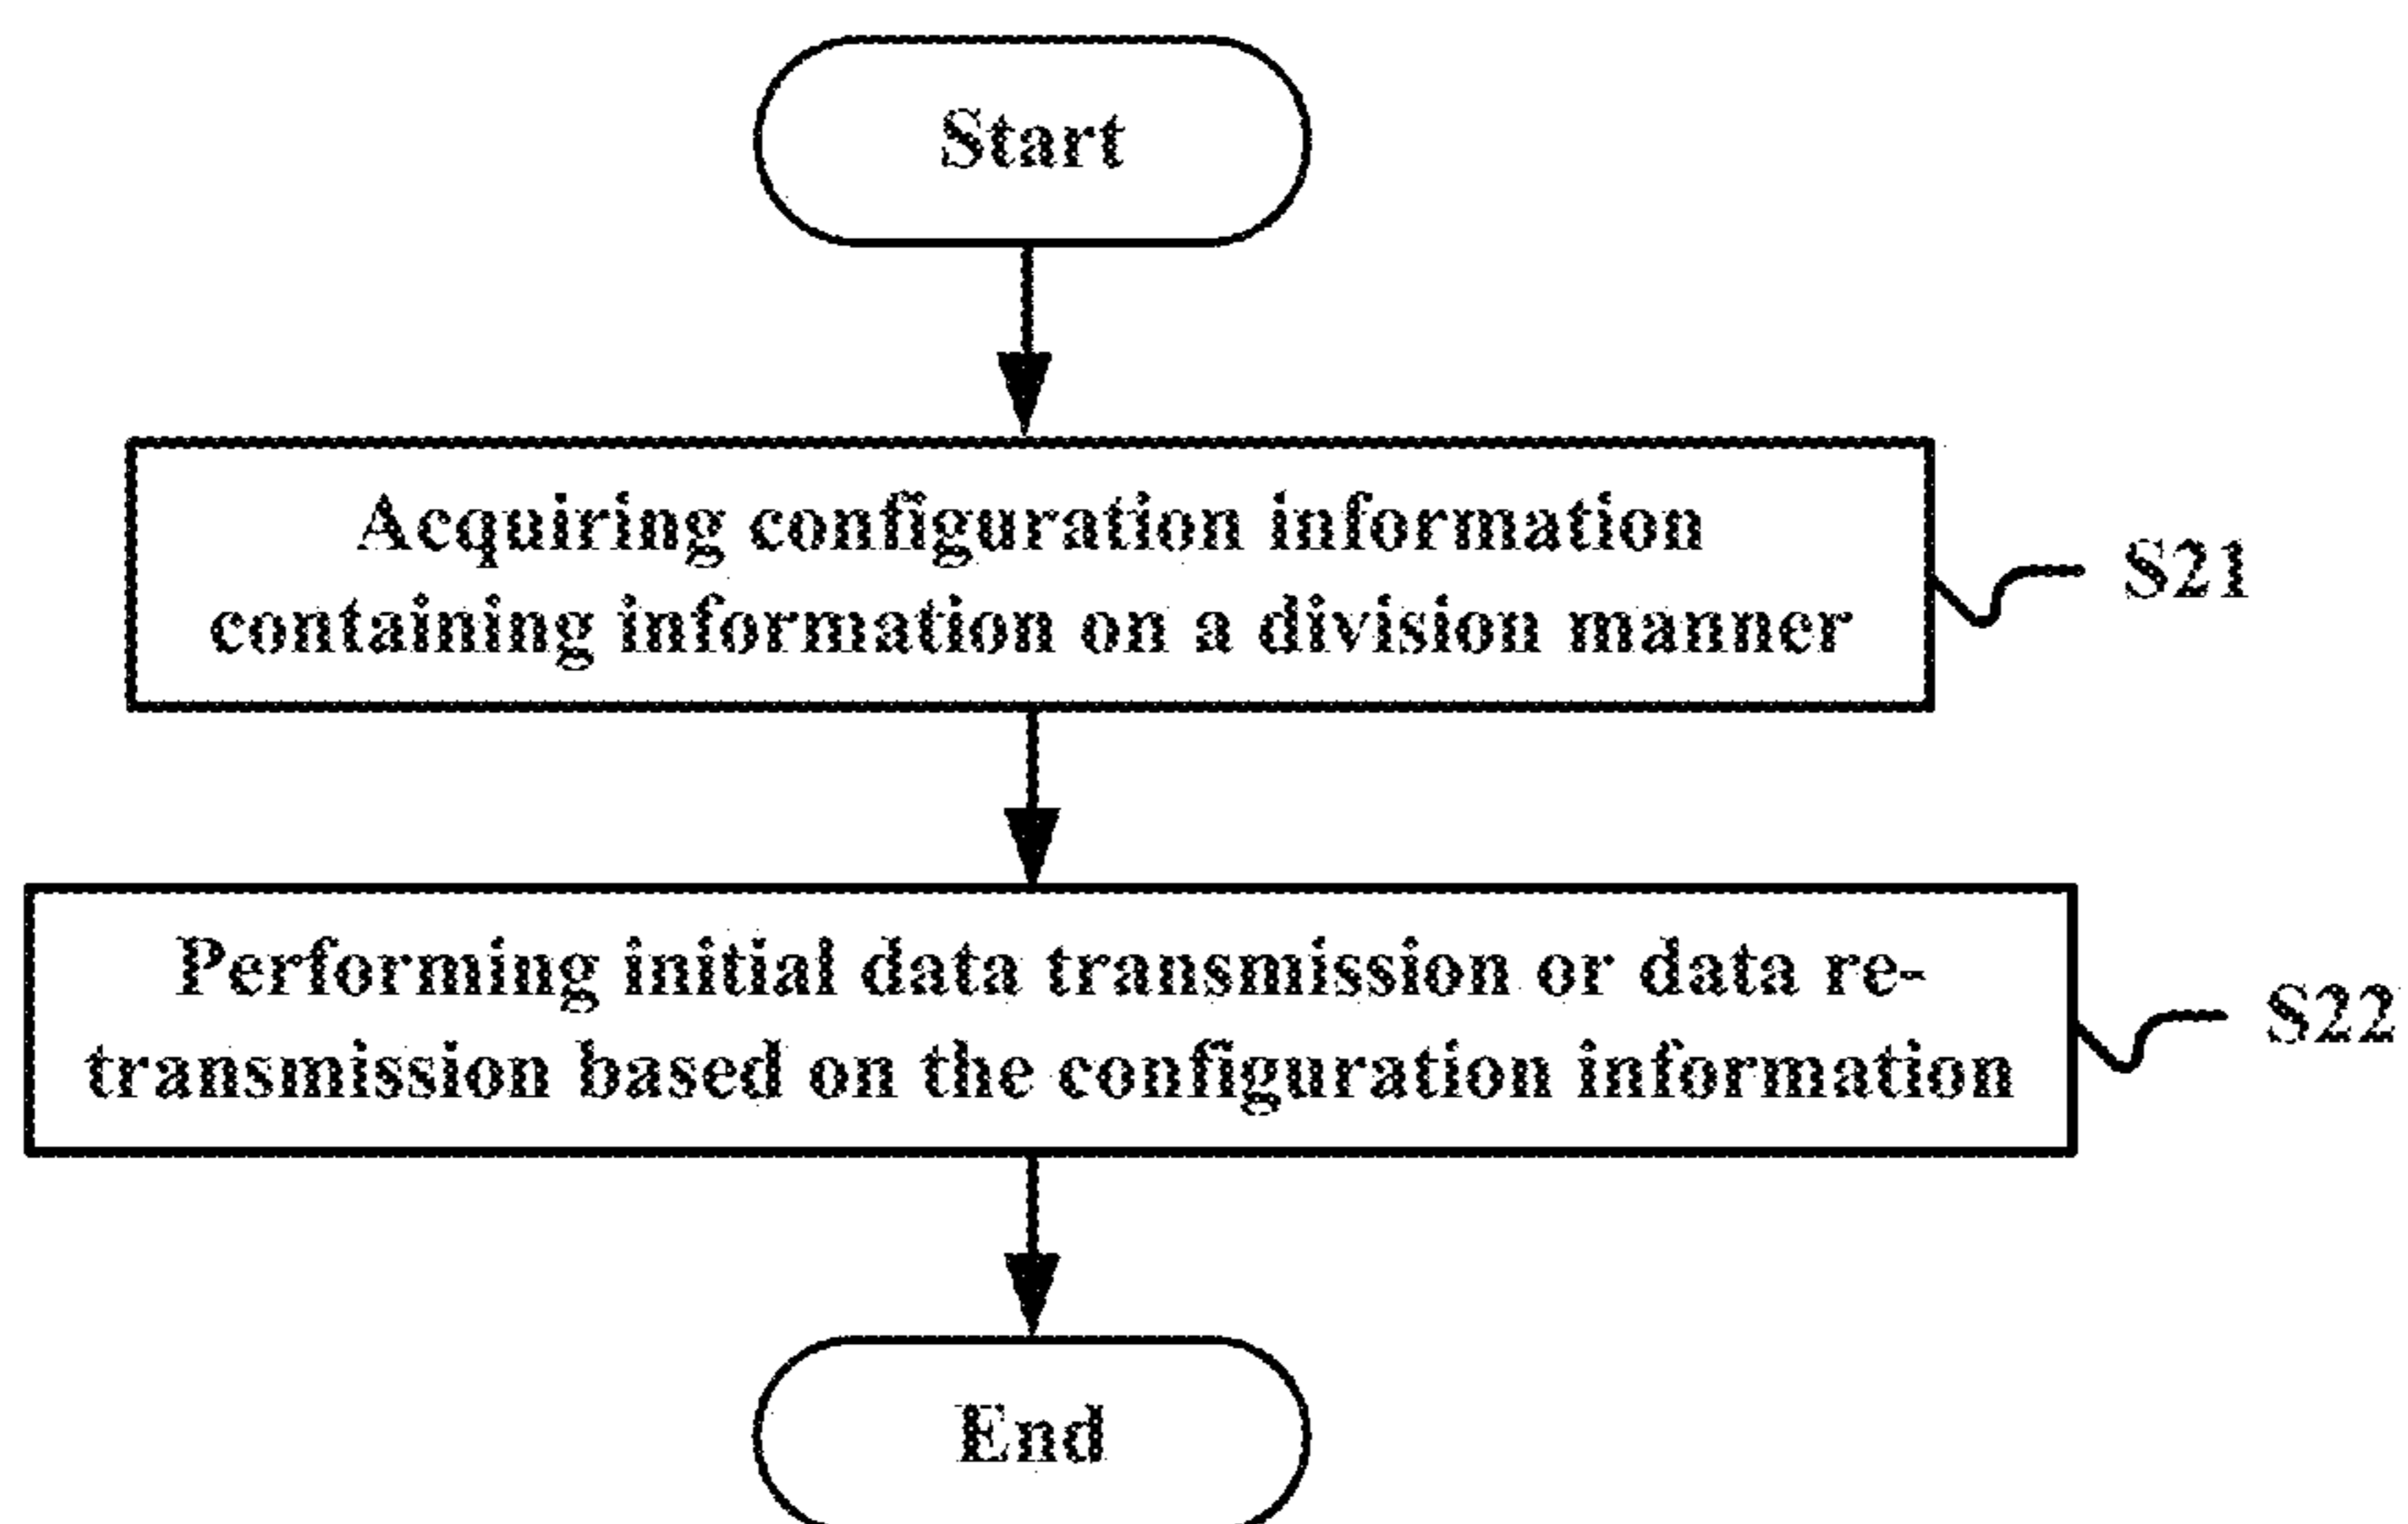 Start
Acquiring configuration information
containing information on a division manner
S21
Performing initial data transmission or data re-
transmission based on the configuration information
S22
End